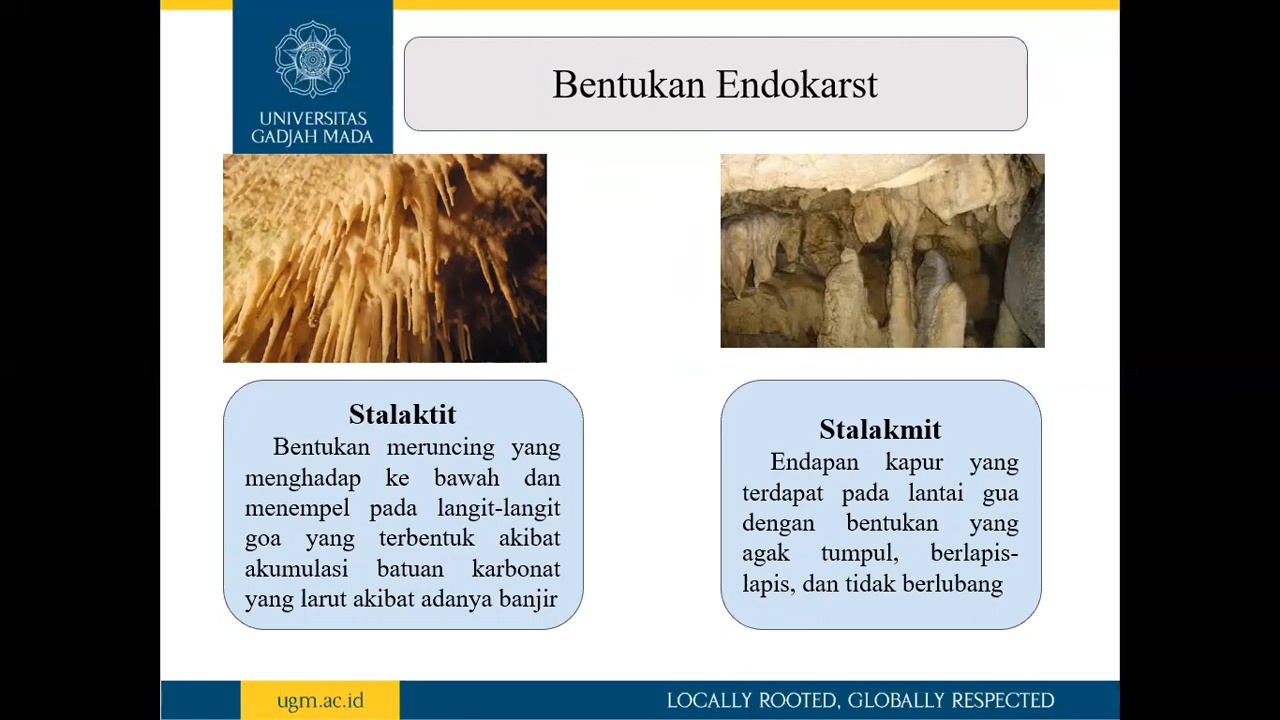 UNIVERSITAS
GADJAH MADA
Bentukan Endokarst
Stalaktit
Bentukan meruncing yang
menghadap ke bawah dan
menempel pada langit-langit
goa yang terbentuk akibat
akumulasi batuan karbonat
yang larut akibat adanya banjir
Stalakmit
Endapan kapur yang
terdapat pada lantai gua
dengan bentukan yang
agak tumpul, berlapis-
lapis, dan tidak berlubang
ugm.ac.id
LOCALLY ROOTED, GLOBALLY RESPECTED